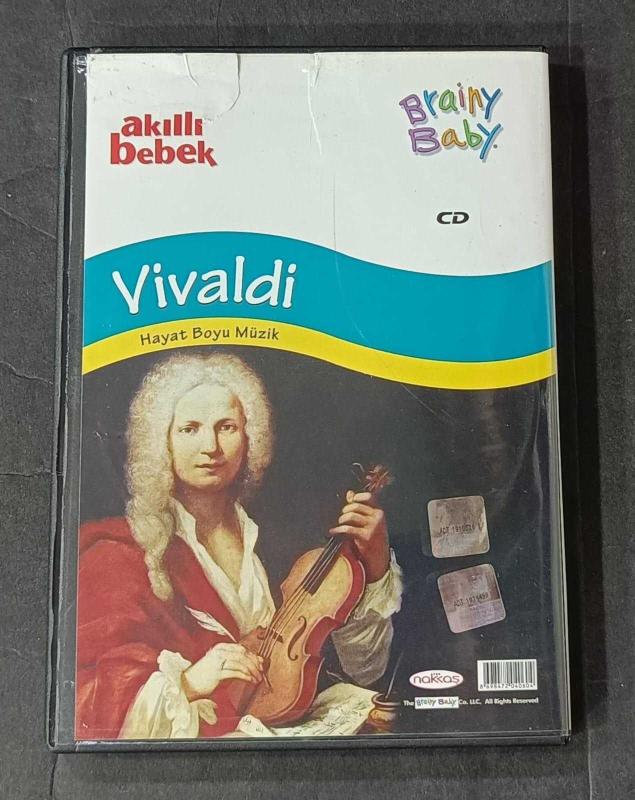 akıllı
bebek
Brainy
Baby
CD
Vivaldi
Hayat Boyu Müzik
nakkaş
The Brainy Baby Co. LLC. All Rights Reserved